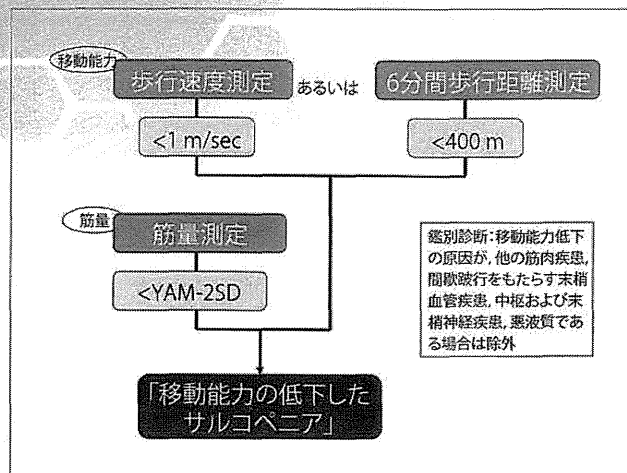 移動能力
歩行速度測定 あるいは 6分間歩行距離測定
<1 m/sec
<400 m
筋量
筋量測定
<YAM-2SD
鑑別診断:移動能力低下
の原因が,他の筋肉疾患,
間歇跛行をもたらす末梢
血管疾患,中枢および末
梢神経疾患,悪液質であ
る場合は除外
「移動能力の低下した
サルコペニア」